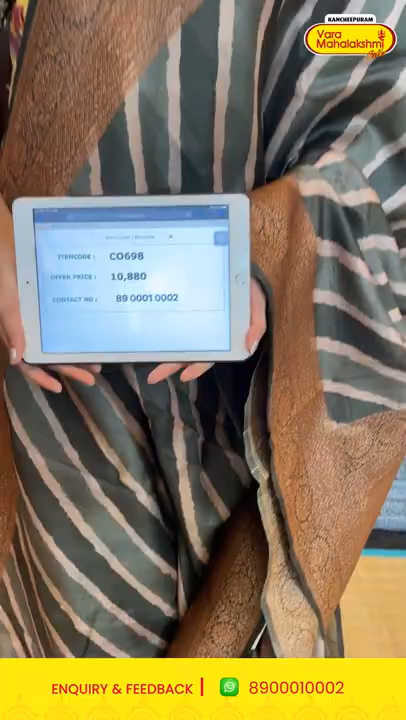 KANCHEEPURAM
Vara
Mahalakshmi
ITEMCODE : CO698
OFFER PRICE : 10,880
CONTACT NO : 89 0001 0002
ENQUIRY & FEEDBACK | 8900010002